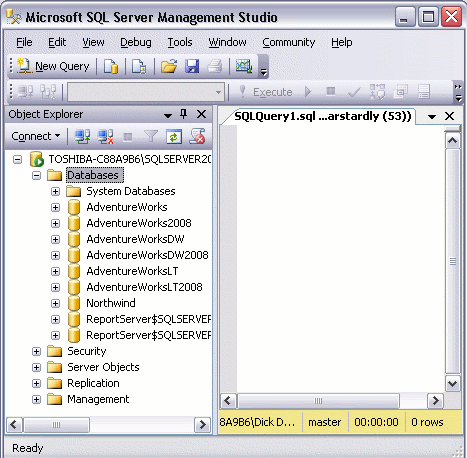 Microsoft SQL Server Management Studio
File Edit View Debug Tools Window Community Help
New Query
Execute
Object Explorer
Connect
TOSHIBA-C88A9B6\SQLSERVER20
Databases
System Databases
AdventureWorks
AdventureWorks2008
AdventureWorksDW
AdventureWorksDW2008
AdventureWorksLT
AdventureWorksLT2008
Northwind
ReportServer$SQLSERVE
ReportServer$SQLSERVE
Security
Server Objects
Replication
Management
SQLQuery1.sql ...arstardly (53))
8A9B6\Dick D... master 00:00:00 0 rows
Ready